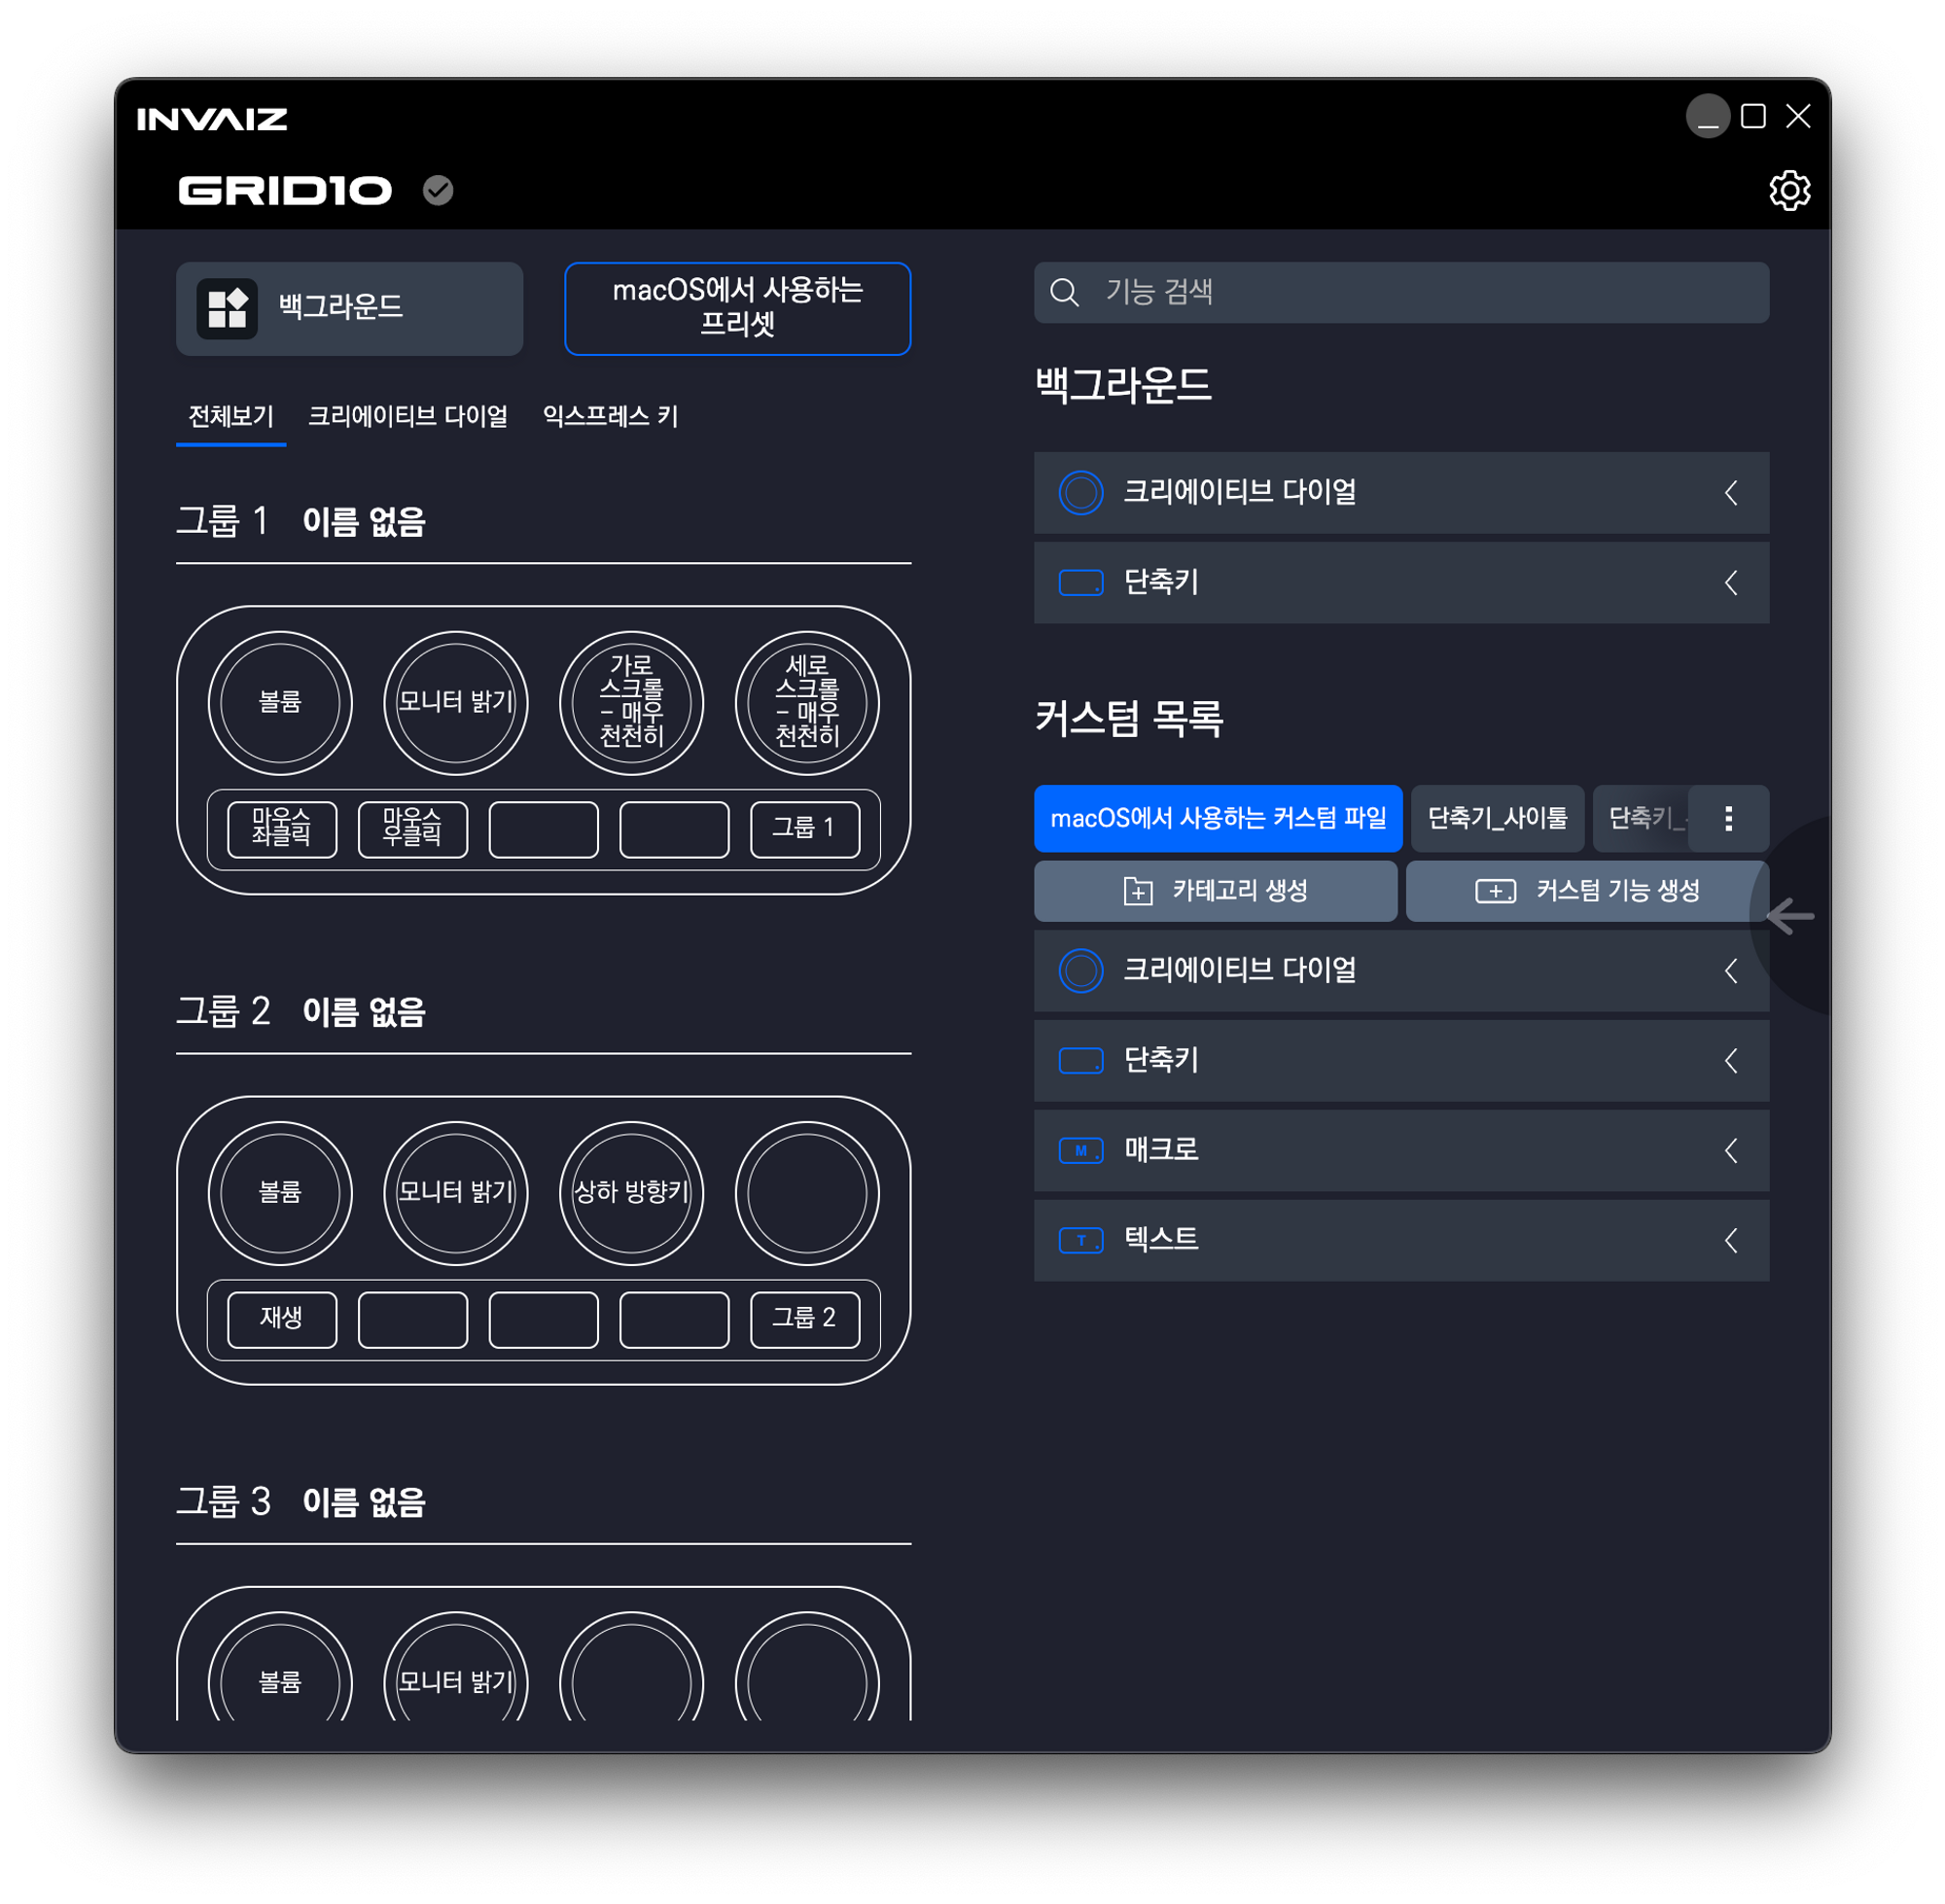 INVAIZ
GRID10
백그라운드
macOS에서 사용하는
프리셋
전체보기
크리에이티브 다이얼
익스프레스 키
그룹 1 이름 없음
볼륨
모니터 밝기
가로
스크롤
- 매우
천천히
세로
스크롤
- 매우
천천히
마우스
좌클릭
마우스
우클릭
그룹 1
그룹 2 이름 없음
볼륨
모니터 밝기
상하 방향키
재생
그룹 2
그룹 3 이름 없음
볼륨
모니터 밝기
기능 검색
백그라운드
크리에이티브 다이얼
단축키
커스텀 목록
macOS에서 사용하는 커스텀 파일
단축기_사이툴
단축키_
카테고리 생성
커스텀 기능 생성
크리에이티브 다이얼
단축키
M 매크로
T 텍스트